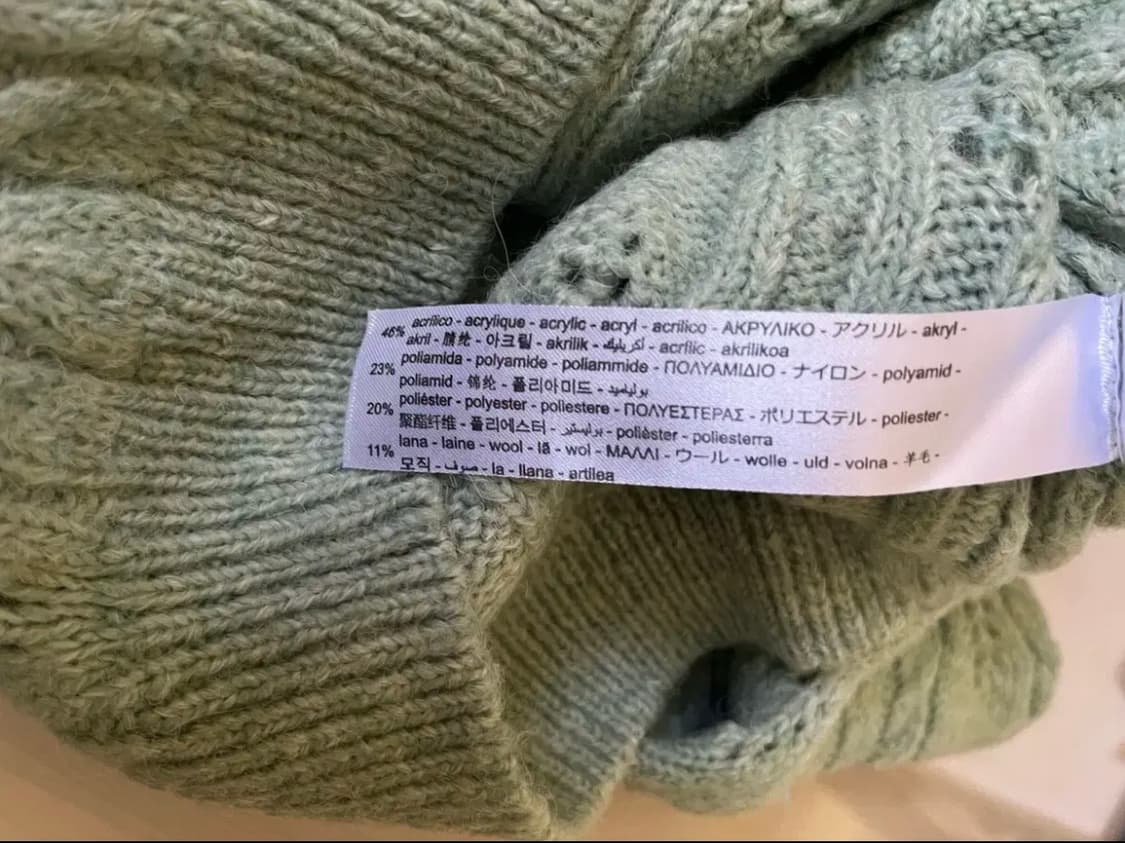 46% acrílico - acrylique - acrylic - acryl - acrilico - ΑΚΡΥΛΙΚΟ - アクリル - akryl -
akril - 腈纶 - 아크릴 - akrilik - أكريليك - acrílic - akrilikoa
23% poliamida - polyamide - poliammide - ΠΟΛΥΑΜΙΔΙΟ - ナイロン - polyamid -
poliamid - 锦纶 - 폴리아미드 - بولياميد
20% poliéster - polyester - poliestere - ΠΟΛΥΕΣΤΕΡΑΣ - ポリエステル - poliester -
聚酯纤维 - 폴리에스터 - بوليستير - polièster - poliesterra
11% lana - laine - wool - lã - wol - ΜΑΛΛΙ - ウール - wolle - uld - volna - 羊毛 -
모직 - صوف - la - llana - artilea